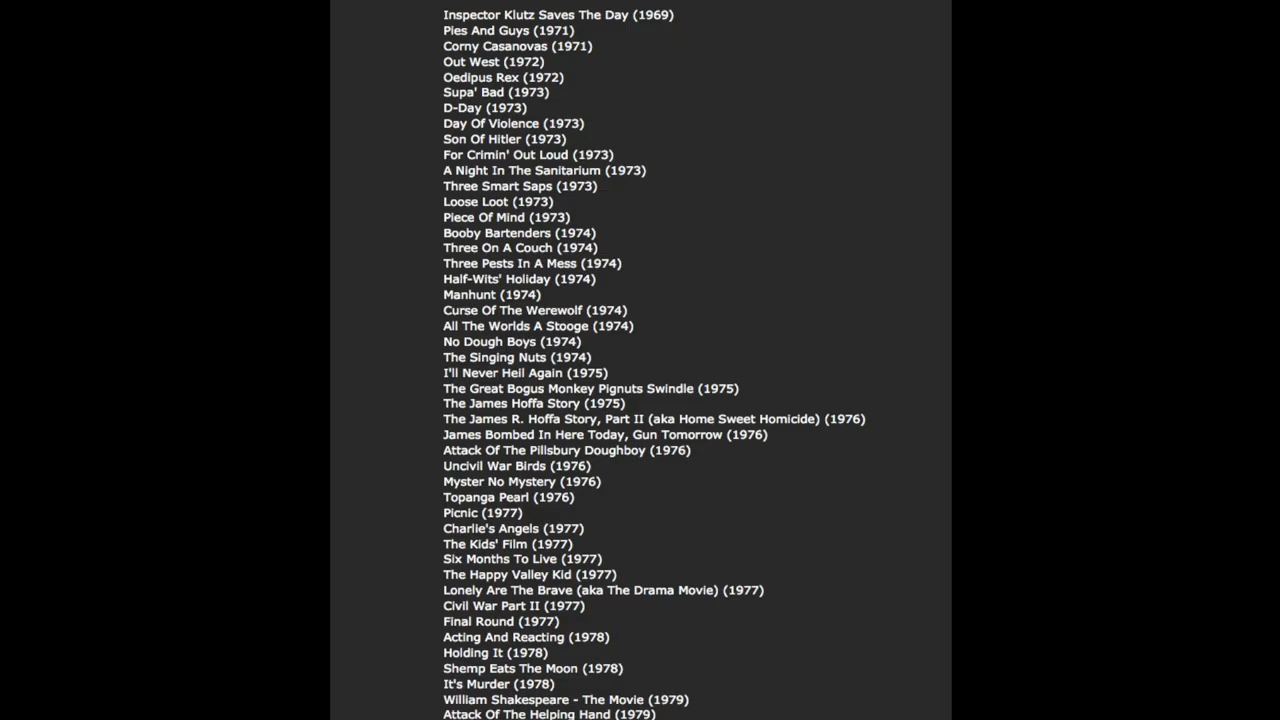 Inspector Klutz Saves The Day (1969)
Pies And Guys (1971)
Corny Casanovas (1971)
Out West (1972)
Oedipus Rex (1972)
Supa' Bad (1973)
D-Day (1973)
Day Of Violence (1973)
Son Of Hitler (1973)
For Crimin' Out Loud (1973)
A Night In The Sanitarium (1973)
Three Smart Saps (1973)
Loose Loot (1973)
Piece Of Mind (1973)
Booby Bartenders (1974)
Three On A Couch (1974)
Three Pests In A Mess (1974)
Half-Wits' Holiday (1974)
Manhunt (1974)
Curse Of The Werewolf (1974)
All The Worlds A Stooge (1974)
No Dough Boys (1974)
The Singing Nuts (1974)
I'll Never Heil Again (1975)
The Great Bogus Monkey Pignuts Swindle (1975)
The James Hoffa Story (1975)
The James R. Hoffa Story, Part II (aka Home Sweet Homicide) (1976)
James Bombed In Here Today, Gun Tomorrow (1976)
Attack Of The Pillsbury Doughboy (1976)
Uncivil War Birds (1976)
Myster No Mystery (1976)
Topanga Pearl (1976)
Picnic (1977)
Charlie's Angels (1977)
The Kids' Film (1977)
Six Months To Live (1977)
The Happy Valley Kid (1977)
Lonely Are The Brave (aka The Drama Movie) (1977)
Civil War Part II (1977)
Final Round (1977)
Acting And Reacting (1978)
Holding It (1978)
Shemp Eats The Moon (1978)
It's Murder (1978)
William Shakespeare - The Movie (1979)
Attack Of The Helping Hand (1979)